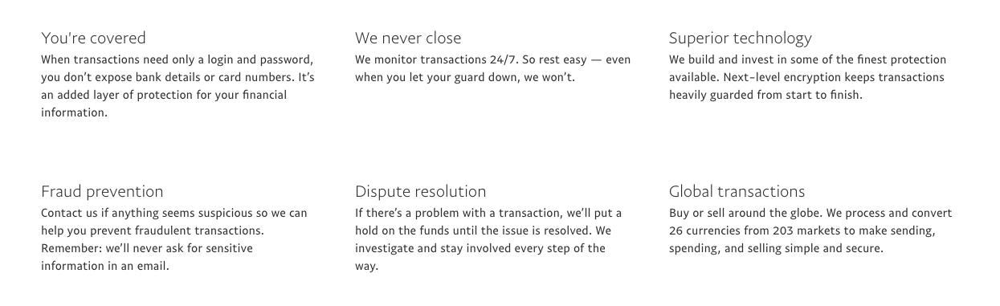 You're covered
When transactions need only a login and password,
you don’t expose bank details or card numbers. It’s
an added layer of protection for your financial
information.
We never close
We monitor transactions 24/7. So rest easy — even
when you let your guard down, we won’t.
Superior technology
We build and invest in some of the finest protection
available. Next-level encryption keeps transactions
heavily guarded from start to finish.
Fraud prevention
Contact us if anything seems suspicious so we can
help you prevent fraudulent transactions.
Remember: we’ll never ask for sensitive
information in an email.
Dispute resolution
If there’s a problem with a transaction, we’ll put a
hold on the funds until the issue is resolved. We
investigate and stay involved every step of the
way.
Global transactions
Buy or sell around the globe. We process and convert
26 currencies from 203 markets to make sending,
spending, and selling simple and secure.